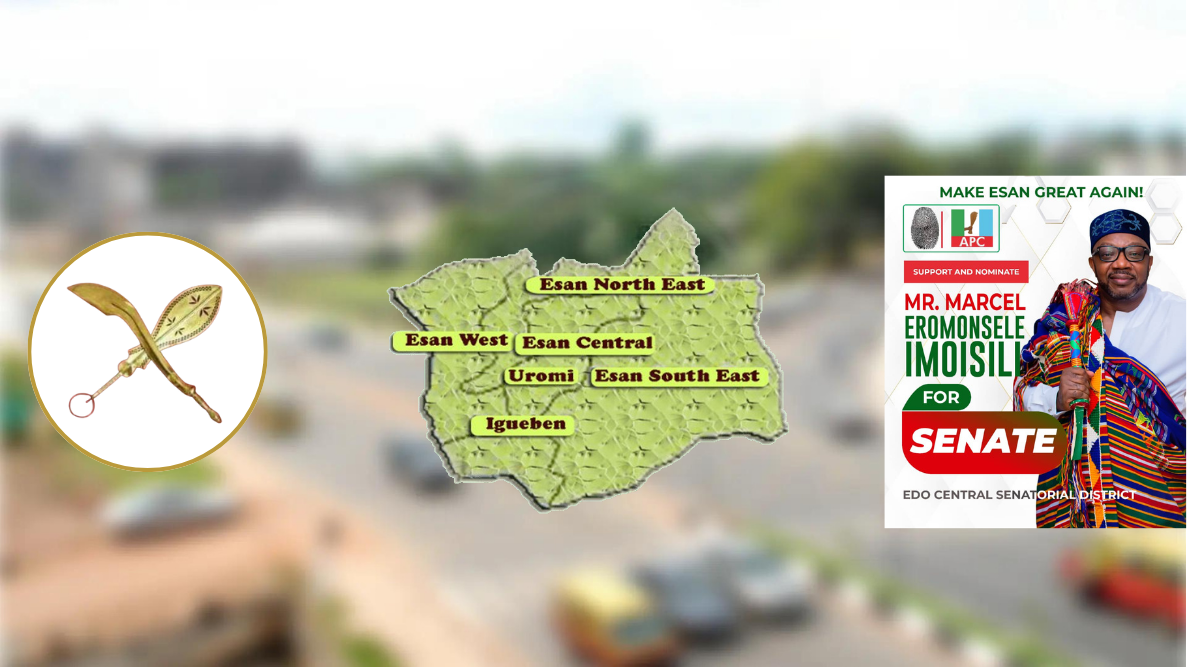 Esan North East
Esan West
Esan Central
Uromi
Esan South East
Igueben
MAKE ESAN GREAT AGAIN!
APC
SUPPORT AND NOMINATE
MR. MARCEL
EROMONSELE
IMOISILI
FOR
SENATE
EDO CENTRAL SENATORIAL DISTRICT